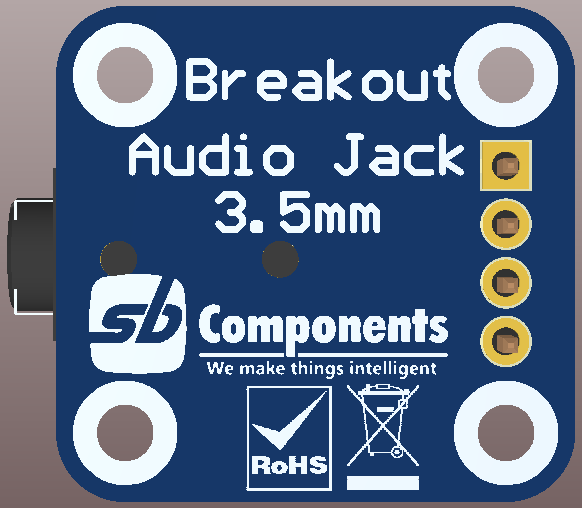 Breakout
Audio Jack
3.5mm
sb Components
We make things intelligent
RoHS